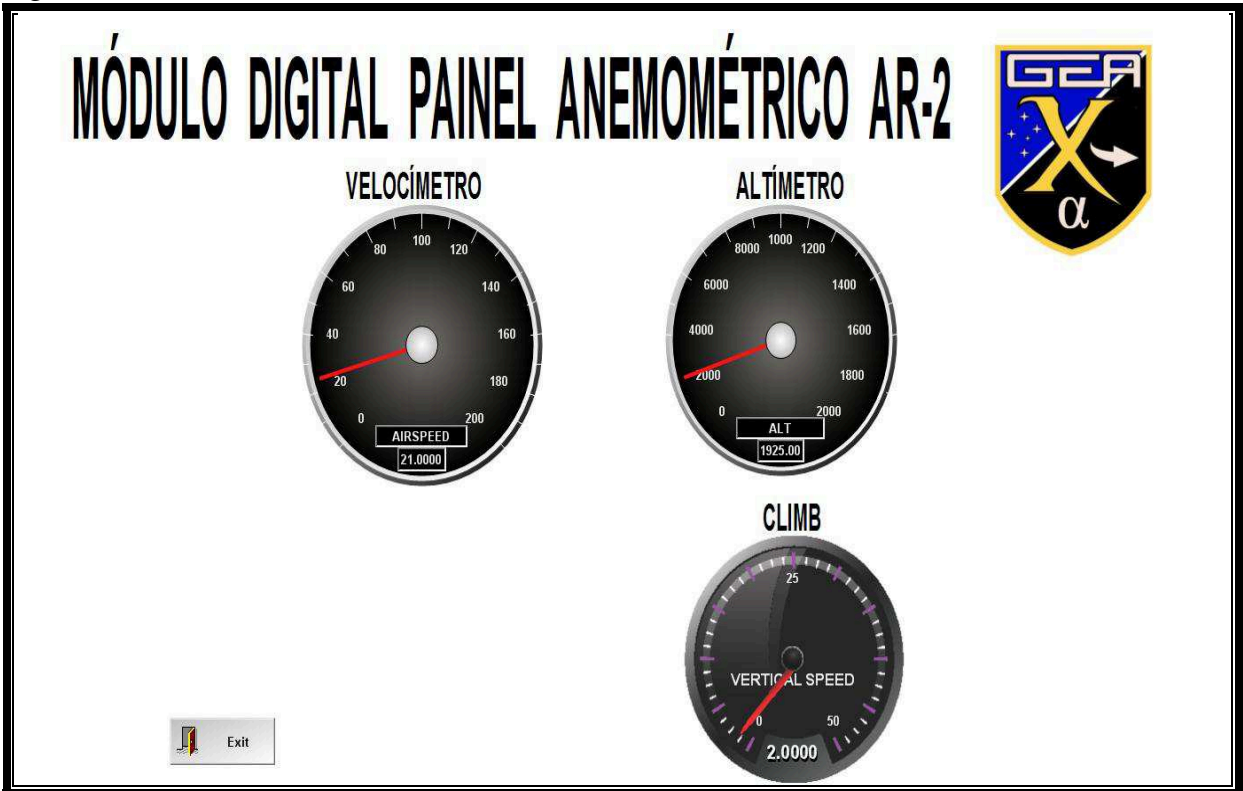 MÓDULO DIGITAL PAINEL ANEMOMÉTRICO AR-2
GEA
X
α
VELOCÍMETRO
0
20
40
60
80
100
120
140
160
180
200
AIRSPEED
21.0000
ALTÍMETRO
0
2000
4000
6000
8000
1000
1200
1400
1600
1800
2000
ALT
1925.00
CLIMB
25
VERTICAL SPEED
0
50
2.0000
Exit